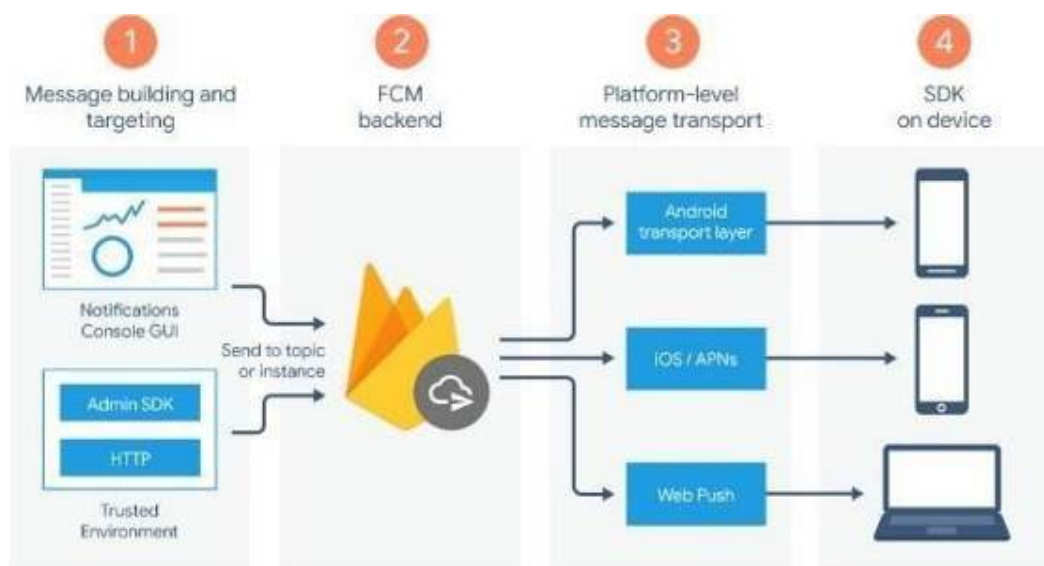 1
Message building and
targeting
2
FCM
backend
3
Platform-level
message transport
4
SDK
on device
Notifications
Console GUI
Send to topic
or instance
Admin SDK
HTTP
Trusted
Environment
Android
transport layer
iOS / APNs
Web Push